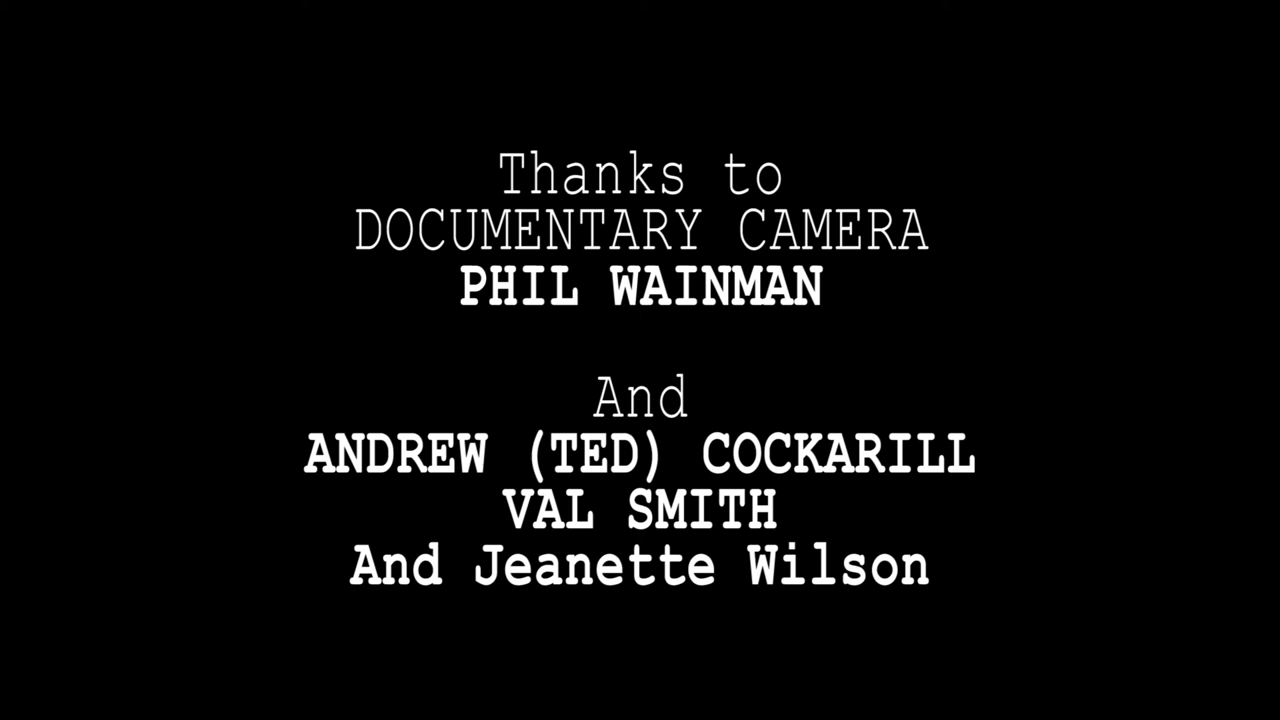 Thanks to
DOCUMENTARY CAMERA
PHIL WAINMAN
And
ANDREW (TED) COCKARILL
VAL SMITH
And Jeanette Wilson